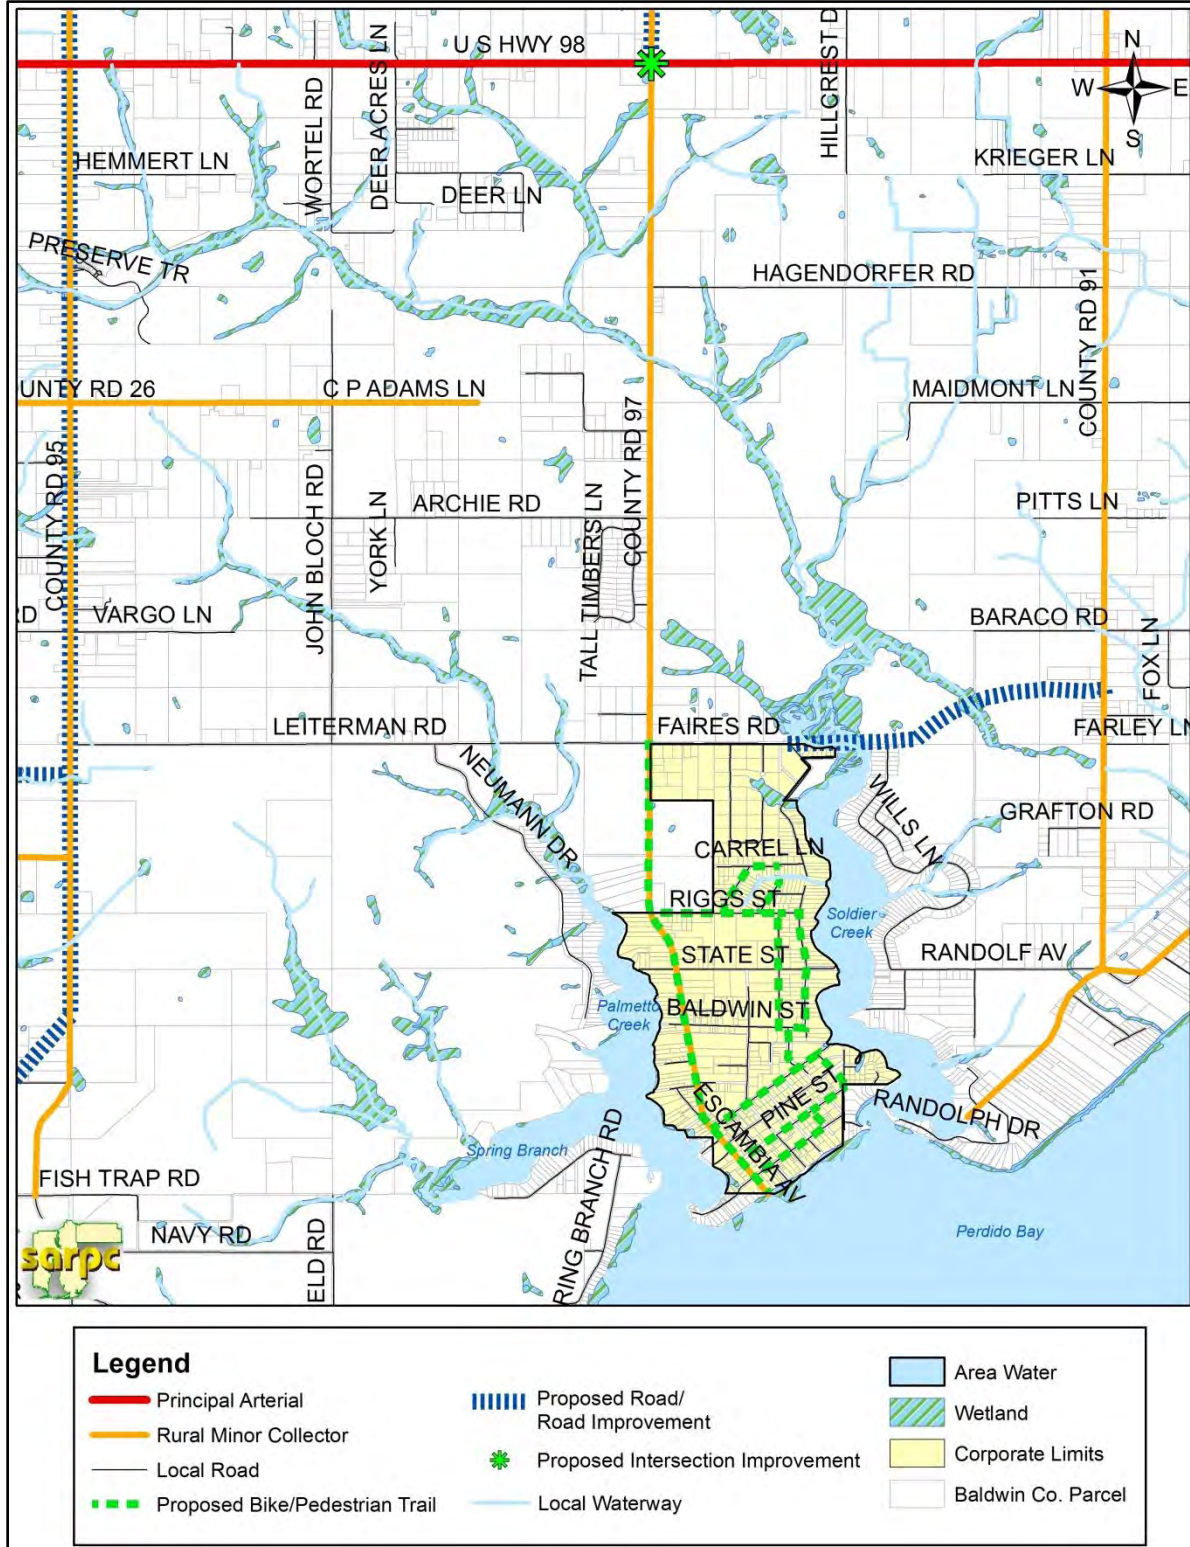 U S HWY 98
N
W E
S
HILLCREST D
WORTEL RD
DEER ACRES LN
HEMMERT LN
KRIEGER LN
DEER LN
PRESERVE TR
HAGENDORFER RD
COUNTY RD 91
UNTY RD 26
C P ADAMS LN
MAIDMONT LN
COUNTY RD 95
COUNTY RD 97
JOHN BLOCH RD
YORK LN
ARCHIE RD
TALL TIMBERS LN
PITTS LN
RD
VARGO LN
BARACO RD
FOX LN
LEITERMAN RD
FAIRES RD
FARLEY LN
NEUMANN DR
WILLS LN
GRAFTON RD
CARREL LN
RIGGS ST
Soldier
Creek
STATE ST
RANDOLF AV
Palmetto
Creek
BALDWIN ST
ESCAMBIA AV
PINE ST
RANDOLPH DR
Spring Branch
RING BRANCH RD
FISH TRAP RD
NAVY RD
ELD RD
Perdido Bay
sarpc
Legend
Principal Arterial
Rural Minor Collector
Local Road
Proposed Bike/Pedestrian Trail
Proposed Road/
Road Improvement
Proposed Intersection Improvement
Local Waterway
Area Water
Wetland
Corporate Limits
Baldwin Co. Parcel